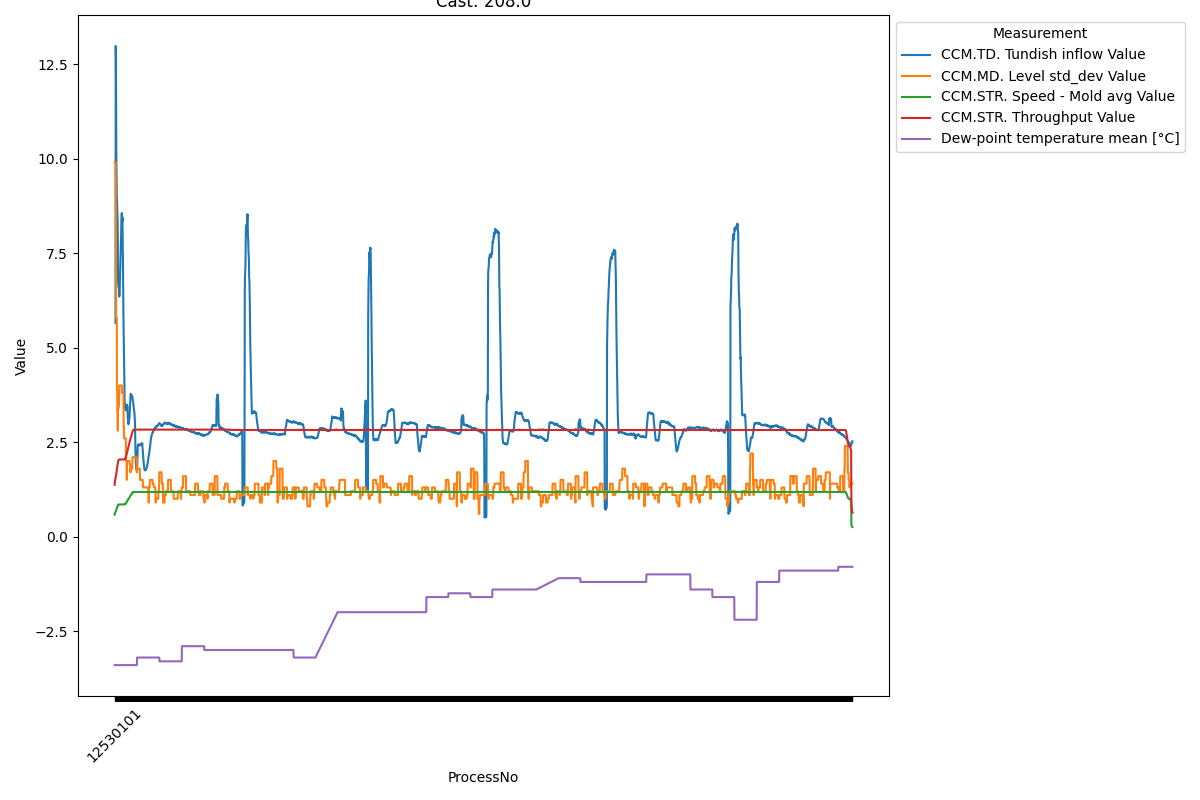 Cast: 208.0
Measurement
CCM.TD. Tundish inflow Value
CCM.MD. Level std_dev Value
CCM.STR. Speed - Mold avg Value
CCM.STR. Throughput Value
Dew-point temperature mean [°C]
12.5
10.0
7.5
5.0
2.5
0.0
−2.5
Value
12530101
ProcessNo